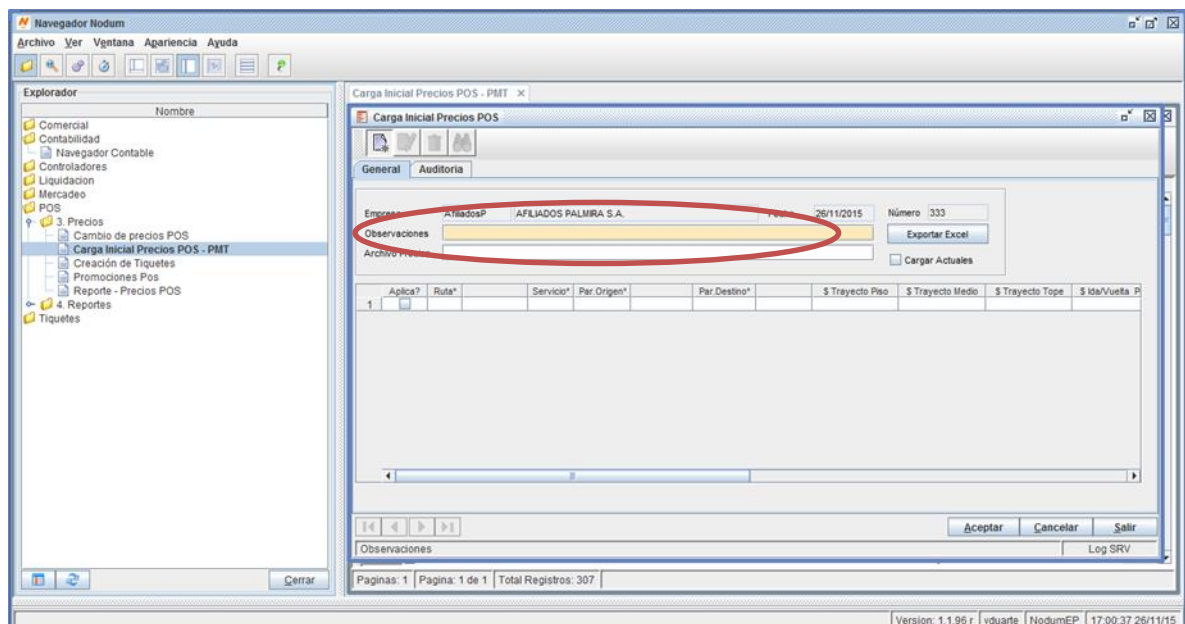 Navegador Nodum
Archivo Ver Ventana Apariencia Ayuda
Explorador
Nombre
Comercial
Contabilidad
Navegador Contable
Controladores
Liquidacion
Mercadeo
POS
3. Precios
Cambio de precios POS
Carga Inicial Precios POS - PMT
Creación de Tiquetes
Promociones Pos
Reporte - Precios POS
4. Reportes
Tiquetes
Cerrar
Carga Inicial Precios POS - PMT
Carga Inicial Precios POS
General Auditoria
AfiliadosP AFILIADOS PALMIRA S.A. 26/11/2015 Número 333
Observaciones Exportar Excel
Cargar Actuales
Aplica? Ruta* Servicio* Par.Origen* Par.Destino* $ Trayecto Piso $ Trayecto Medio $ Trayecto Tope $ Ida/Vuelta P
1
Aceptar Cancelar Salir
Observaciones Log SRV
Paginas: 1 Pagina: 1 de 1 Total Registros: 307
Version: 1.1.96 r yduarte NodumEP 17:00:37 26/11/15